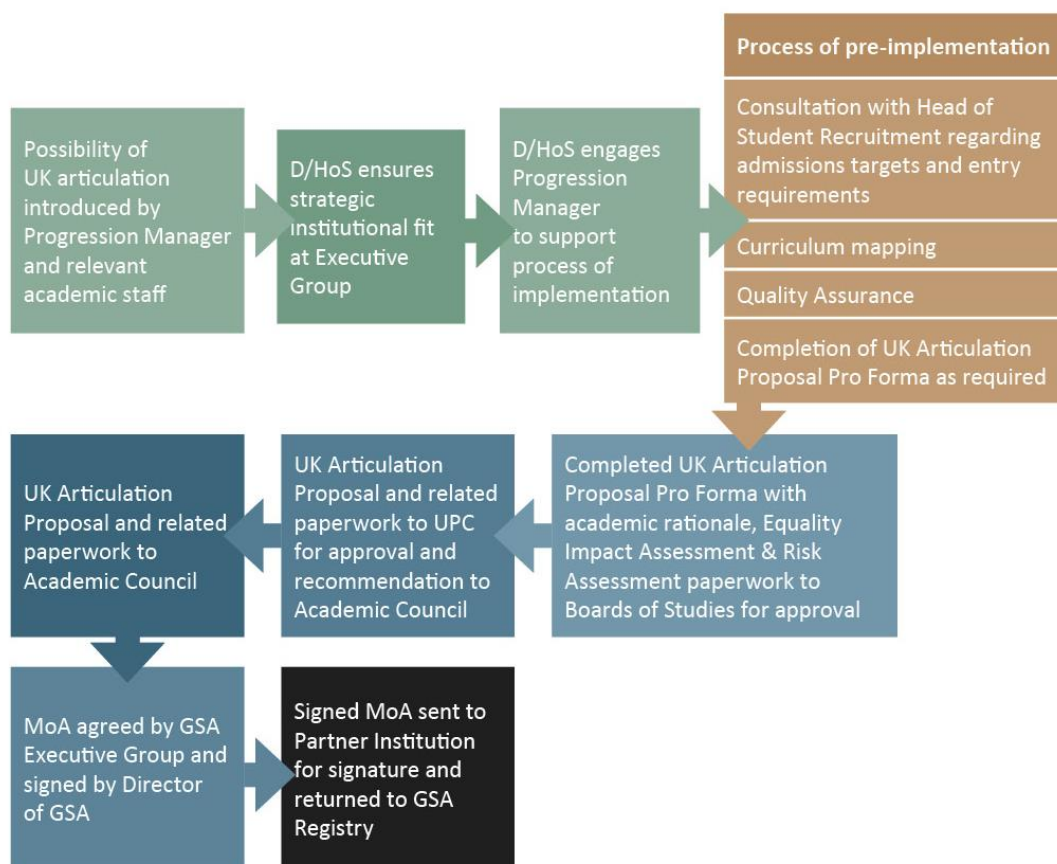 Possibility of
UK articulation
introduced by
Progression Manager
and relevant
academic staff
D/HoS ensures
strategic
institutional fit
at Executive
Group
D/HoS engages
Progression
Manager
to support
process of
implementation
Process of pre-implementation
Consultation with Head of
Student Recruitment regarding
admissions targets and entry
requirements
Curriculum mapping
Quality Assurance
Completion of UK Articulation
Proposal Pro Forma as required
Completed UK Articulation
Proposal Pro Forma with
academic rationale, Equality
Impact Assessment & Risk
Assessment paperwork to
Boards of Studies for approval
UK Articulation
Proposal and related
paperwork to UPC
for approval and
recommendation to
Academic Council
UK Articulation
Proposal and related
paperwork to
Academic Council
MoA agreed by GSA
Executive Group and
signed by Director
of GSA
Signed MoA sent to
Partner Institution
for signature and
returned to GSA
Registry